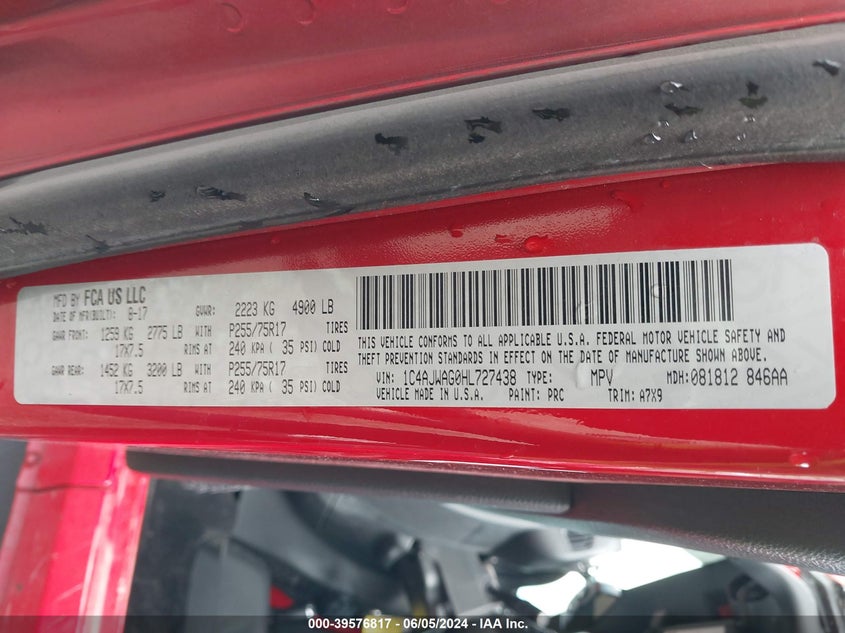 MFD BY FCA US LLC
DATE OF MFR(BUILT): 8-17 GVWR: 2223 KG 4900 LB
GAWR FRONT: 1259 KG 2775 LB WITH P255/75R17 TIRES
17X7.5 RIMS AT 240 KPA ( 35 PSI) COLD
GAWR REAR: 1452 KG 3200 LB WITH P255/75R17 TIRES
17X7.5 RIMS AT 240 KPA ( 35 PSI) COLD
THIS VEHICLE CONFORMS TO ALL APPLICABLE U.S.A. FEDERAL MOTOR VEHICLE SAFETY AND
THEFT PREVENTION STANDARDS IN EFFECT ON THE DATE OF MANUFACTURE SHOWN ABOVE.
VIN: 1C4AJWAG0HL727438 TYPE: MPV MDH: 081812 846AA
VEHICLE MADE IN U.S.A. PAINT: PRC TRIM: A7X9
000-39576817 - 06/05/2024 - IAA Inc.